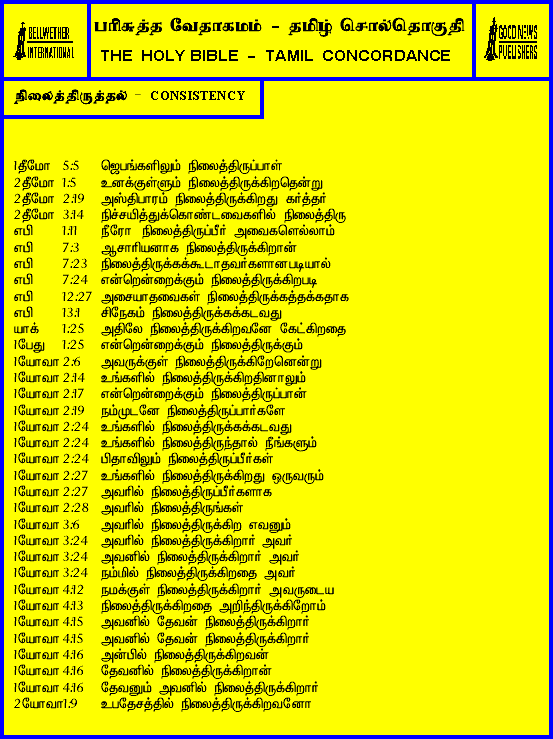 BELLWETHER
INTERNATIONAL
பரிசுத்த வேதாகமம் - தமிழ் சொல்தொகுதி
THE HOLY BIBLE - TAMIL CONCORDANCE
GOOD NEWS
PUBLISHERS
நிலைத்திருத்தல் - CONSISTENCY
1தீமோ 5:5 ஜெபங்களிலும் நிலைத்திருப்பாள்
2தீமோ 1:5 உனக்குள்ளும் நிலைத்திருக்கிறதென்று
2தீமோ 2:19 அஸ்திபாரம் நிலைத்திருக்கிறது கர்த்தர்
2தீமோ 3:14 நிச்சயித்துக்கொண்டவைகளில் நிலைத்திரு
எபி 1:11 நீரோ நிலைத்திருப்பீர் அவைகளெல்லாம்
எபி 7:3 ஆசாரியனாக நிலைத்திருக்கிறான்
எபி 7:23 நிலைத்திருக்கக்கூடாதவர்களானபடியால்
எபி 7:24 என்றென்றைக்கும் நிலைத்திருக்கிறபடி
எபி 12:27 அசையாதவைகள் நிலைத்திருக்கத்தக்கதாக
எபி 13:1 சிநேகம் நிலைத்திருக்கக்கடவது
யாக் 1:25 அதிலே நிலைத்திருக்கிறவனே கேட்கிறதை
1பேது 1:25 என்றென்றைக்கும் நிலைத்திருக்கும்
1யோவா 2:6 அவருக்குள் நிலைத்திருக்கிறேனென்று
1யோவா 2:14 உங்களில் நிலைத்திருக்கிறதினாலும்
1யோவா 2:17 என்றென்றைக்கும் நிலைத்திருப்பான்
1யோவா 2:19 நம்முடனே நிலைத்திருப்பார்களே
1யோவா 2:24 உங்களில் நிலைத்திருக்கக்கடவது
1யோவா 2:24 உங்களில் நிலைத்திருந்தால் நீங்களும்
1யோவா 2:24 பிதாவிலும் நிலைத்திருப்பீர்கள்
1யோவா 2:27 உங்களில் நிலைத்திருக்கிறது ஒருவரும்
1யோவா 2:27 அவரில் நிலைத்திருப்பீர்களாக
1யோவா 2:28 அவரில் நிலைத்திருங்கள்
1யோவா 3:6 அவரில் நிலைத்திருக்கிற எவனும்
1யோவா 3:24 அவரில் நிலைத்திருக்கிறார் அவர்
1யோவா 3:24 அவனில் நிலைத்திருக்கிறார் அவர்
1யோவா 3:24 நம்மில் நிலைத்திருக்கிறதை அவர்
1யோவா 4:12 நமக்குள் நிலைத்திருக்கிறார் அவருடைய
1யோவா 4:13 நிலைத்திருக்கிறதை அறிந்திருக்கிறோம்
1யோவா 4:15 அவனில் தேவன் நிலைத்திருக்கிறார்
1யோவா 4:15 அவனில் தேவன் நிலைத்திருக்கிறார்
1யோவா 4:16 அன்பில் நிலைத்திருக்கிறவன்
1யோவா 4:16 தேவனில் நிலைத்திருக்கிறான்
1யோவா 4:16 தேவனும் அவனில் நிலைத்திருக்கிறார்
2யோவா1:9 உபதேசத்தில் நிலைத்திருக்கிறவனோ